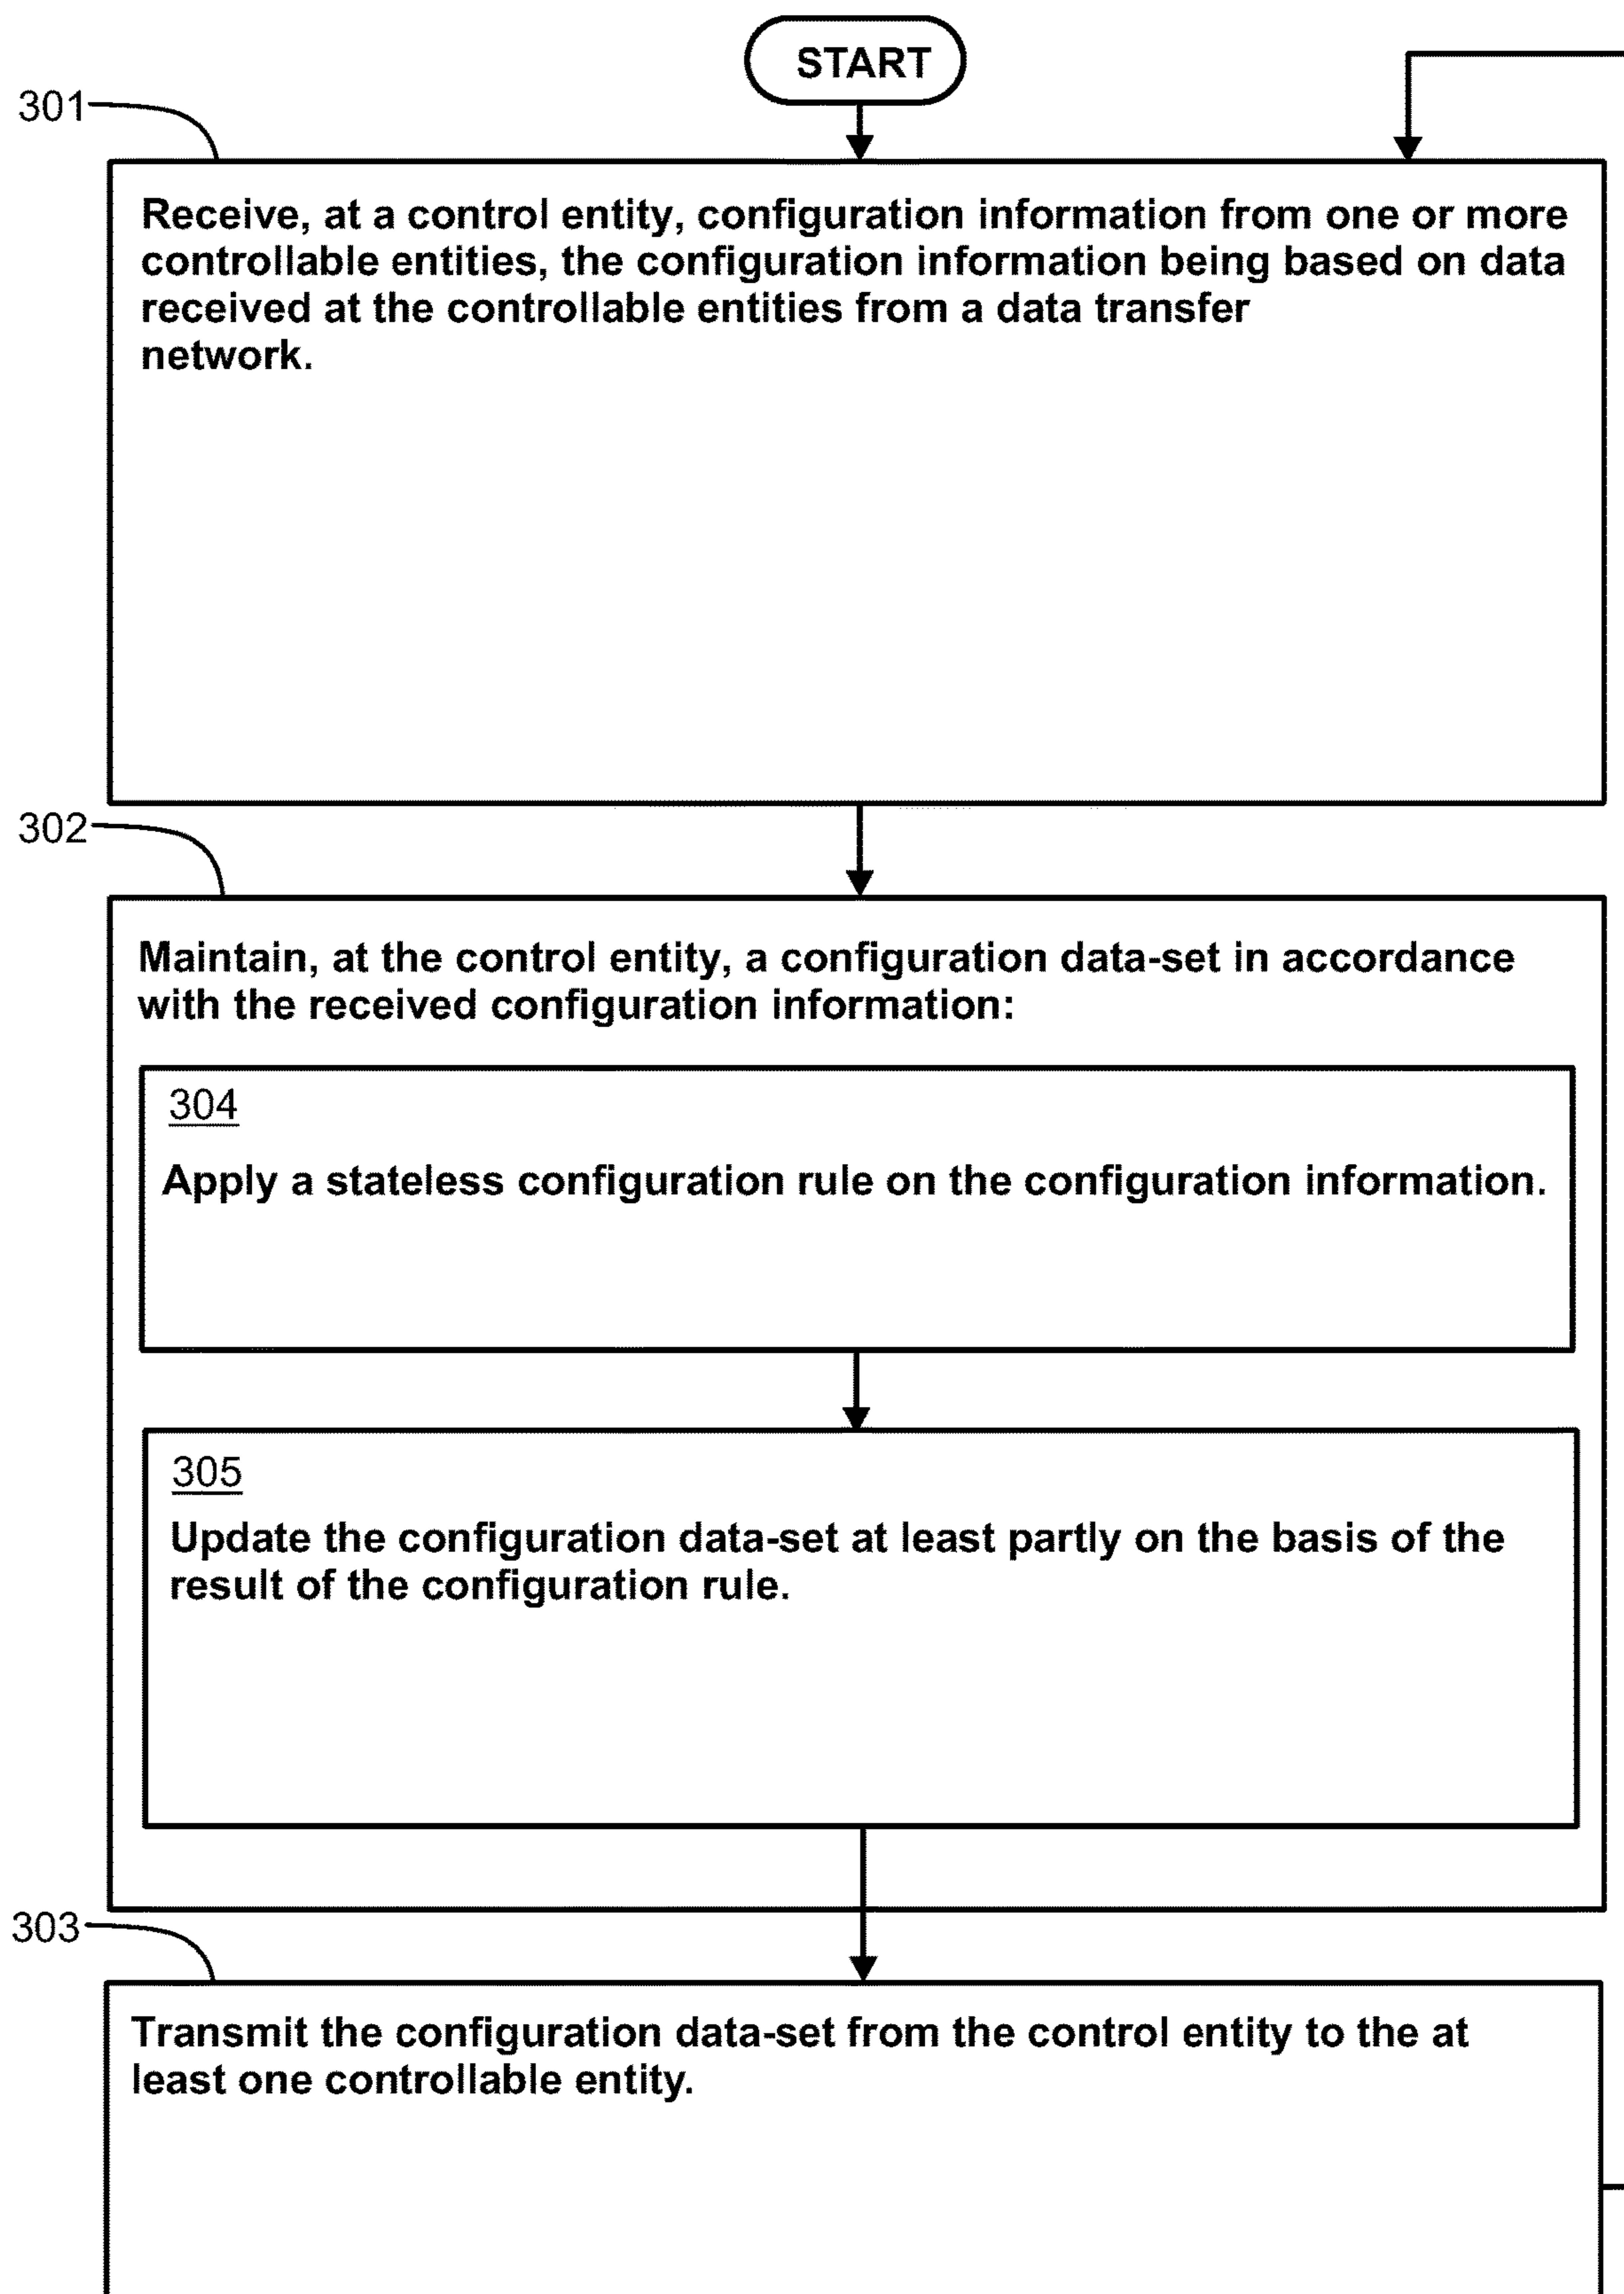 START
301
Receive, at a control entity, configuration information from one or more
controllable entities, the configuration information being based on data
received at the controllable entities from a data transfer
network.
302
Maintain, at the control entity, a configuration data-set in accordance
with the received configuration information:
304
Apply a stateless configuration rule on the configuration information.
305
Update the configuration data-set at least partly on the basis of the
result of the configuration rule.
303
Transmit the configuration data-set from the control entity to the at
least one controllable entity.